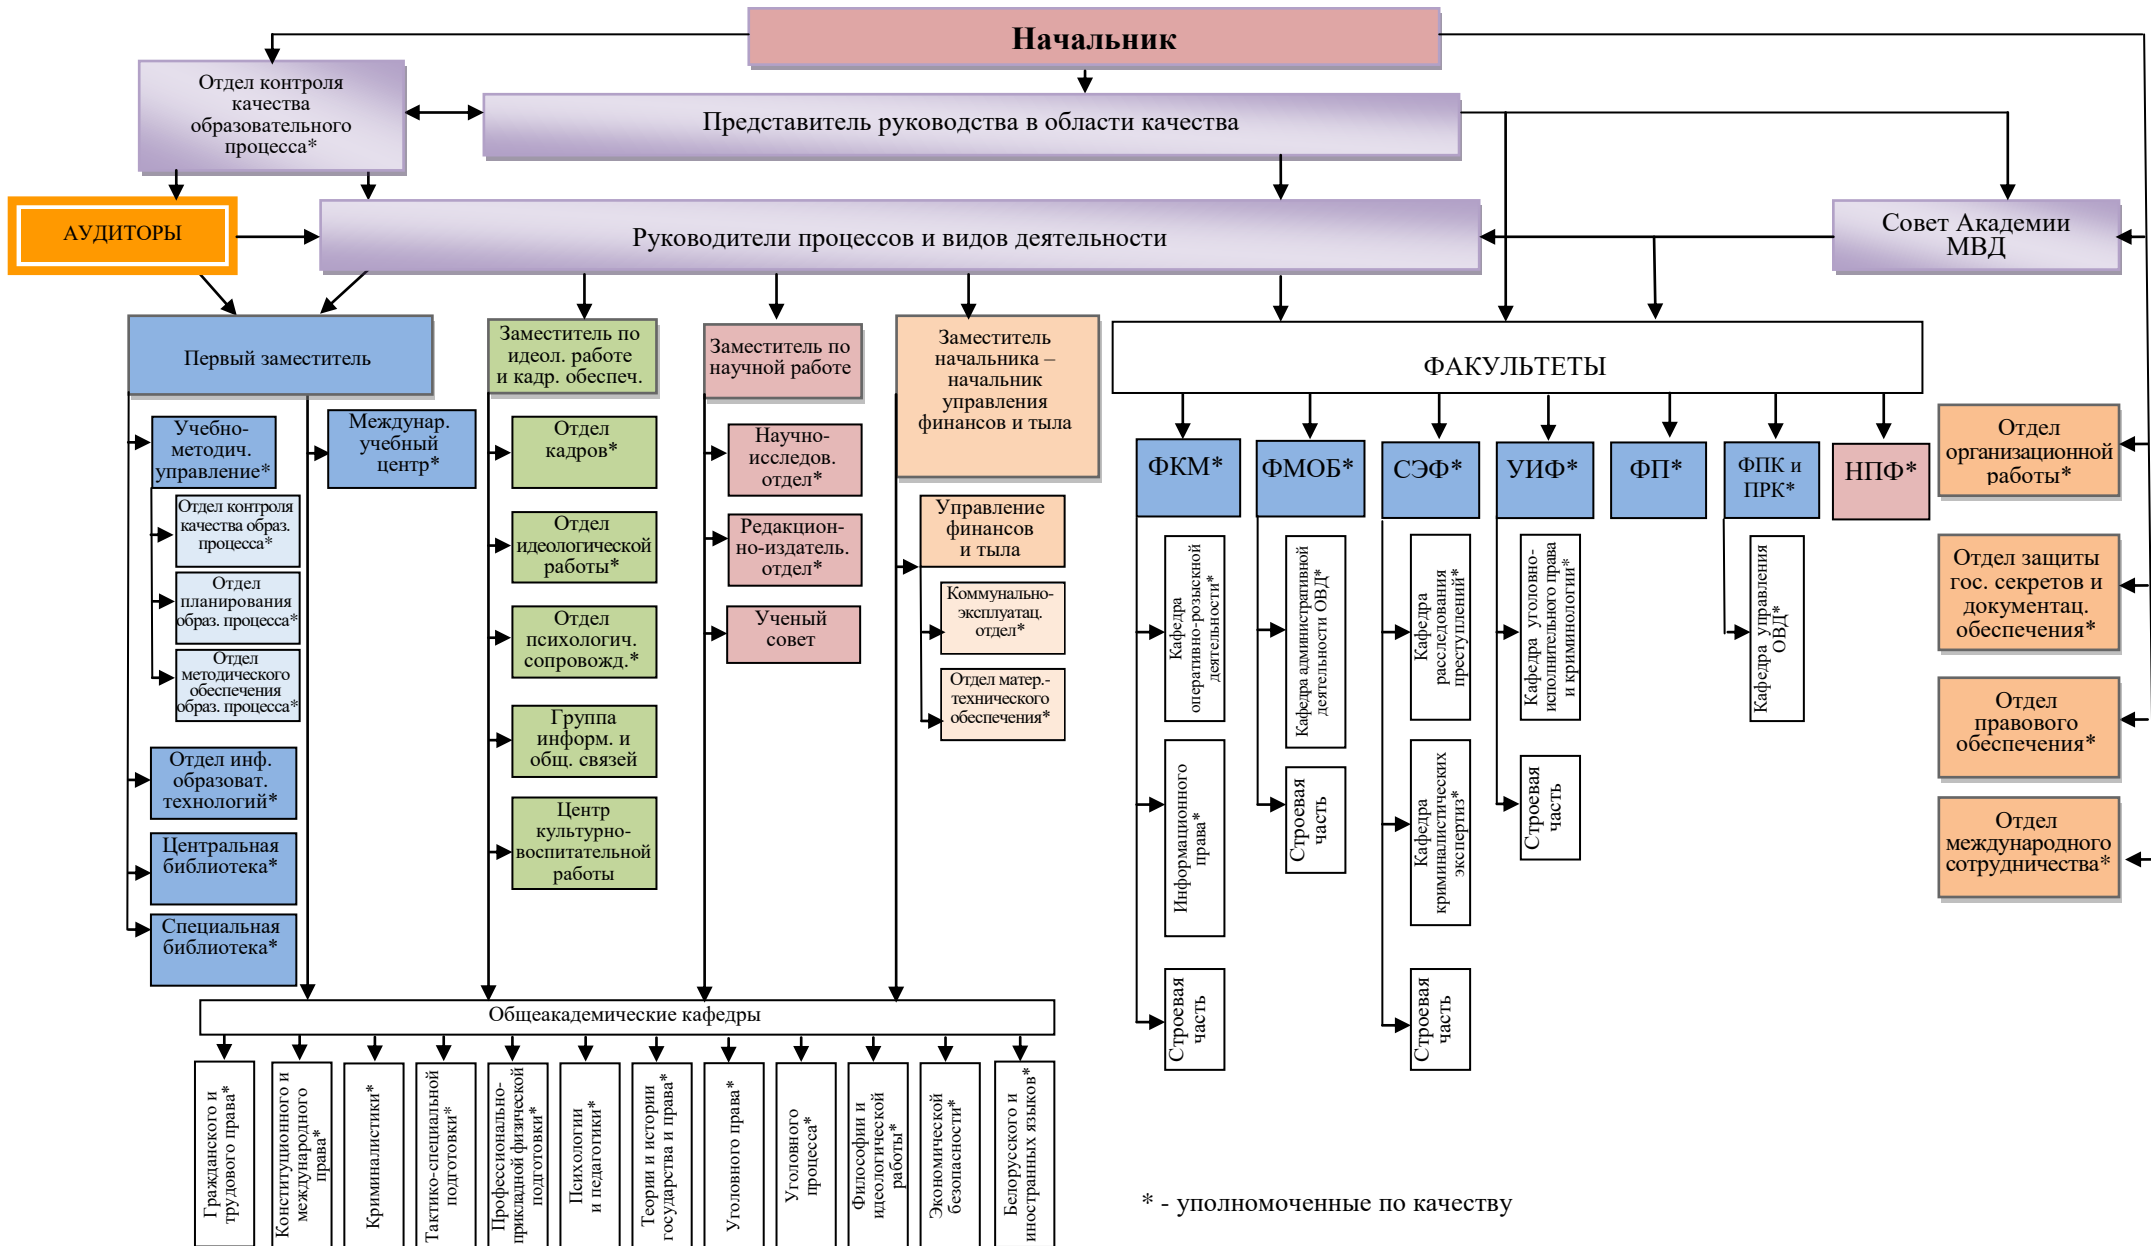 Начальник
Отдел контроля
качества
образовательного
процесса*
Представитель руководства в области качества
АУДИТОРЫ
Руководители процессов и видов деятельности
Совет Академии
МВД
Первый заместитель
Заместитель по
идеол. работе
и кадр. обеспеч.
Заместитель по
научной работе
Заместитель
начальника –
начальник
управления
финансов и тыла
ФАКУЛЬТЕТЫ
Учебно-
методич.
управление*
Междунар.
учебный
центр*
Отдел контроля
качества образ.
процесса*
Отдел
планирования
образ. процесса*
Отдел
методического
обеспечения
образ. процесса*
Отдел инф.
образоват.
технологий*
Центральная
библиотека*
Специальная
библиотека*
Отдел
кадров*
Отдел
идеологической
работы*
Отдел
психологич.
сопровожд.*
Группа
информ. и
общ. связей
Центр
культурно-
воспитательной
работы
Научно-
исследов.
отдел*
Редакцион-
но-издатель.
отдел*
Ученый
совет
Управление
финансов
и тыла
Коммунально-
эксплуатац.
отдел*
Отдел матер.-
технического
обеспечения*
ФКМ*
ФМОБ*
СЭФ*
УИФ*
ФП*
ФПК и
ПРК*
НПФ*
Кафедра
оперативно-розыскной
деятельности*
Информационного
права*
Строевая
часть
Кафедра административной
деятельности ОВД*
Строевая
часть
Кафедра
расследования
преступлений*
Кафедра
криминалистических
экспертиз*
Строевая
часть
Кафедра уголовно-
исполнительного права
и криминологии*
Строевая
часть
Кафедра управления
ОВД*
Отдел
организационной
работы*
Отдел защиты
гос. секретов и
документац.
обеспечения*
Отдел
правового
обеспечения*
Отдел
международного
сотрудничества*
Общеакадемические кафедры
Гражданского и
трудового права*
Конституционного и
международного
права*
Криминалистики*
Тактико-специальной
подготовки*
Профессионально-
прикладной физической
подготовки*
Психологии
и педагогики*
Теории и истории
государства и права*
Уголовного права*
Уголовного
процесса*
Философии и
идеологической
работы*
Экономической
безопасности*
Белорусского и
иностранных языков*
* - уполномоченные по качеству